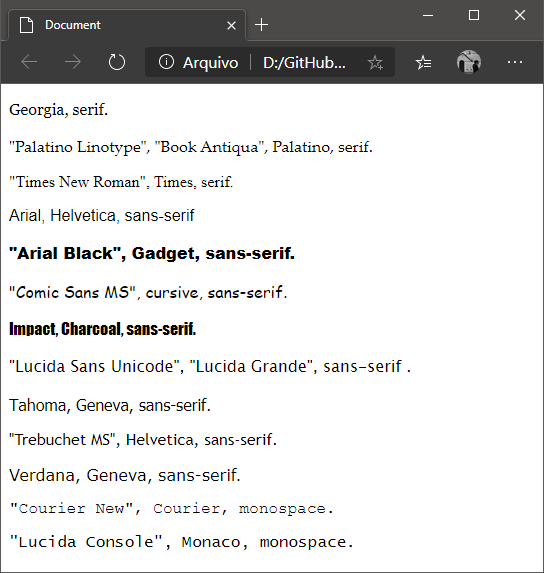 Document
Arquivo | D:/GitHub...
Georgia, serif.
"Palatino Linotype", "Book Antiqua", Palatino, serif.
"Times New Roman", Times, serif.
Arial, Helvetica, sans-serif
"Arial Black", Gadget, sans-serif.
"Comic Sans MS", cursive, sans-serif.
Impact, Charcoal, sans-serif.
"Lucida Sans Unicode", "Lucida Grande", sans-serif .
Tahoma, Geneva, sans-serif.
"Trebuchet MS", Helvetica, sans-serif.
Verdana, Geneva, sans-serif.
"Courier New", Courier, monospace.
"Lucida Console", Monaco, monospace.